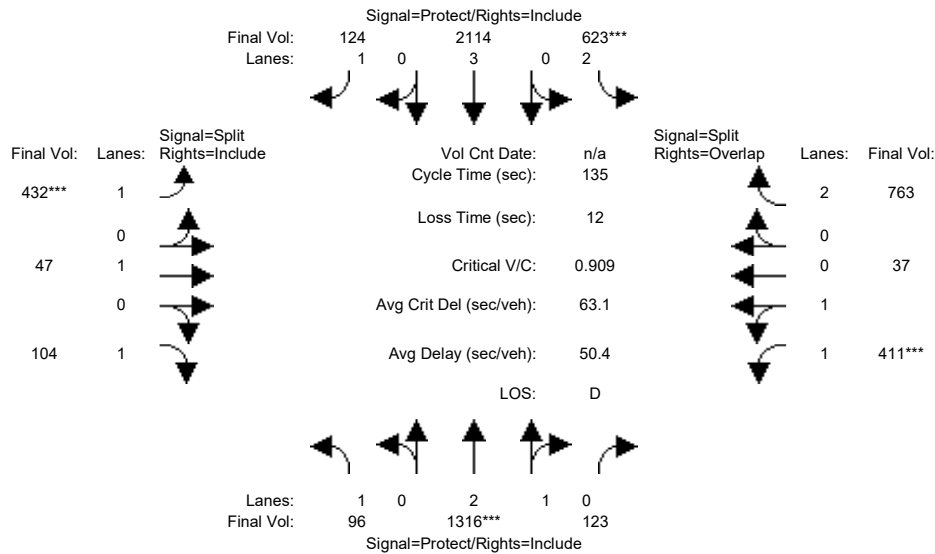 Signal=Protect/Rights=Include
Final Vol: 124 2114 623***
Lanes: 1 0 3 0 2
Signal=Split Signal=Split
Final Vol: Lanes: Rights=Include Vol Cnt Date: n/a Rights=Overlap Lanes: Final Vol:
Cycle Time (sec): 135
432*** 1 2 763
Loss Time (sec): 12
0 0
47 1 Critical V/C: 0.909 0 37
0 Avg Crit Del (sec/veh): 63.1 1
104 1 Avg Delay (sec/veh): 50.4 1 411***
LOS: D
Lanes: 1 0 2 1 0
Final Vol: 96 1316*** 123
Signal=Protect/Rights=Include